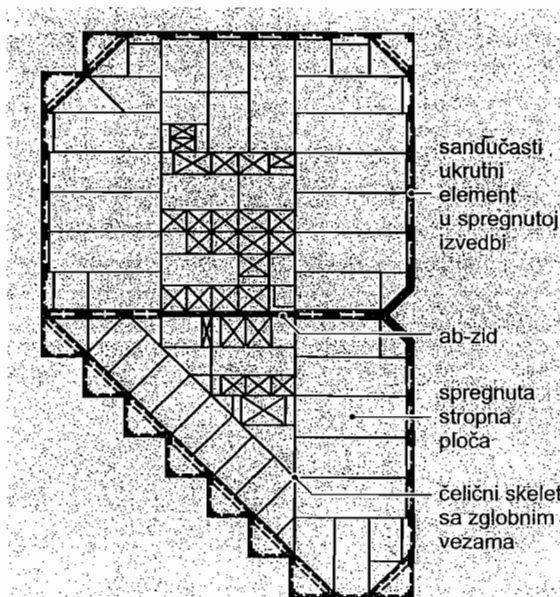 sandučasti
ukrutni
element
u spregnutoj
izvedbi
ab-zid
spregnuta
stropna
ploča
čelični skelet
sa zglobnim
vezama